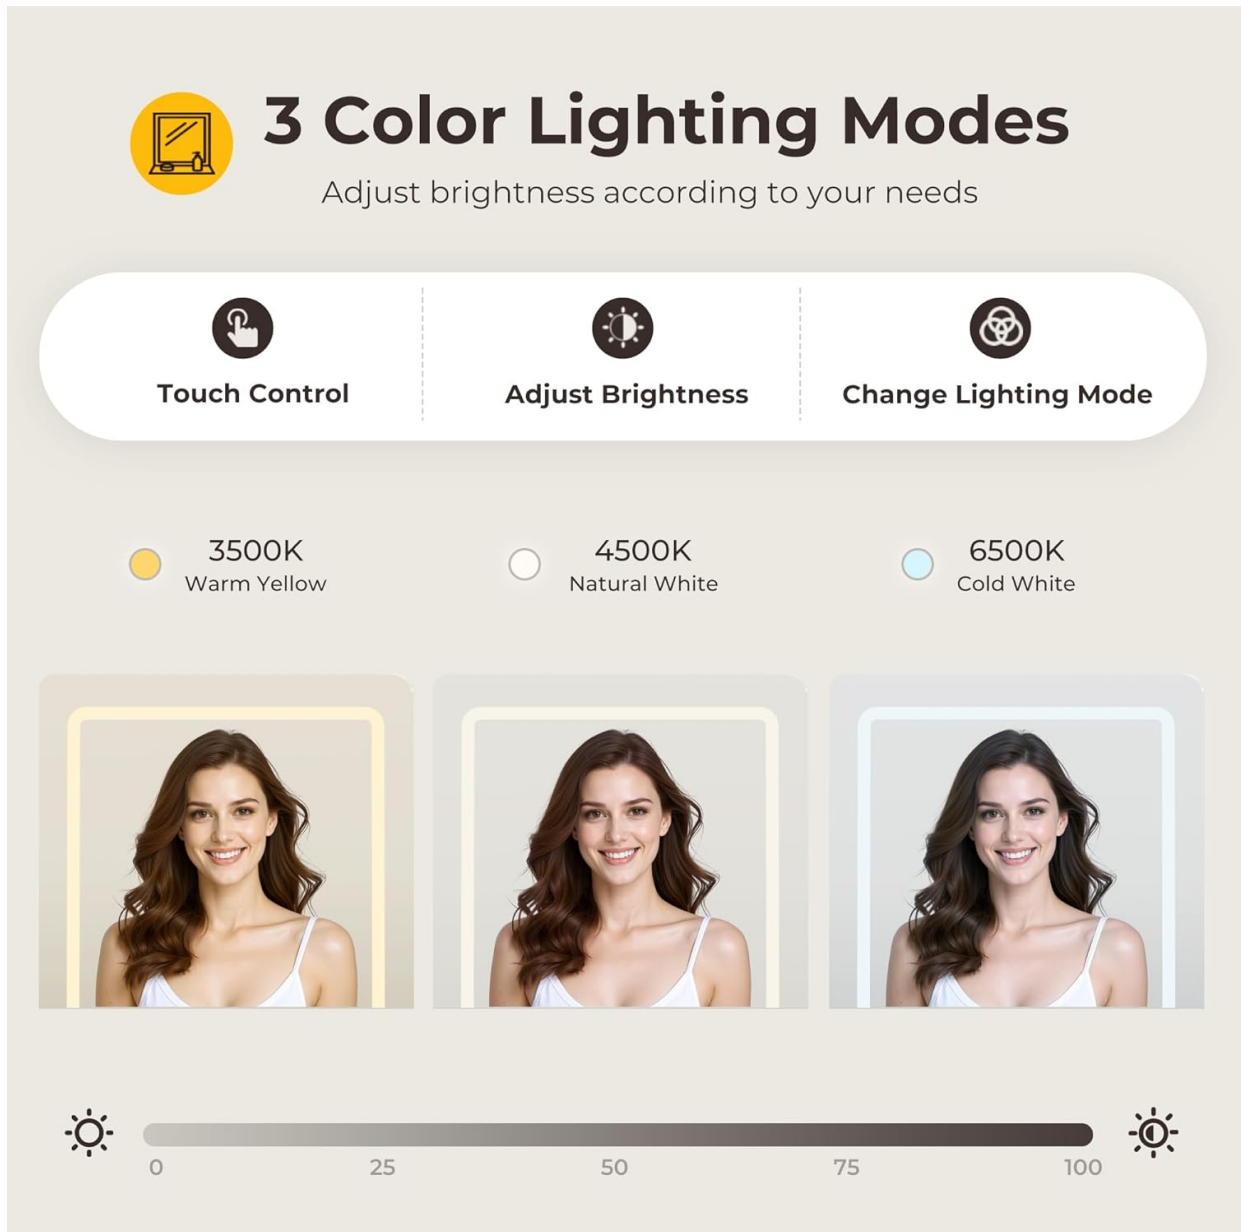 3 Color Lighting Modes
Adjust brightness according to your needs
Touch Control
Adjust Brightness
Change Lighting Mode
3500K
Warm Yellow
4500K
Natural White
6500K
Cold White
0 25 50 75 100